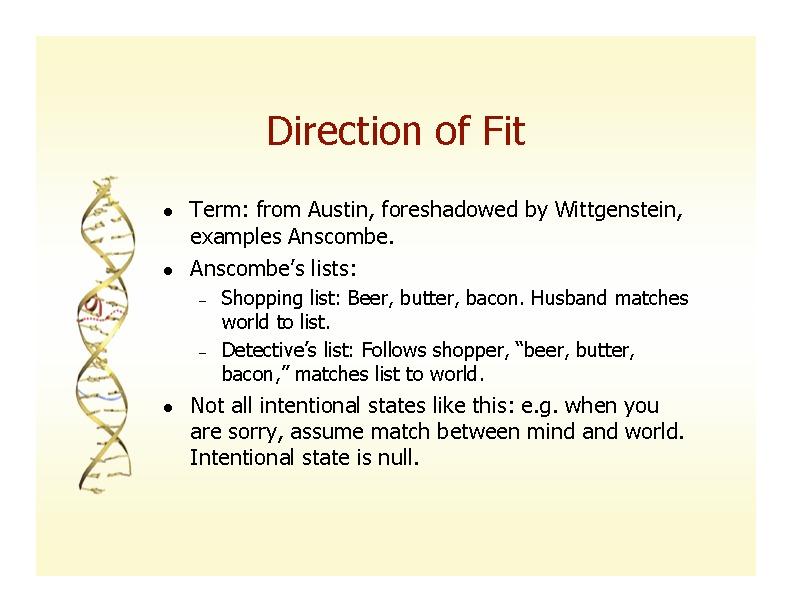 Direction of Fit
● Term: from Austin, foreshadowed by Wittgenstein,
examples Anscombe.
● Anscombe’s lists:
– Shopping list: Beer, butter, bacon. Husband matches
world to list.
– Detective’s list: Follows shopper, “beer, butter,
bacon,” matches list to world.
● Not all intentional states like this: e.g. when you
are sorry, assume match between mind and world.
Intentional state is null.